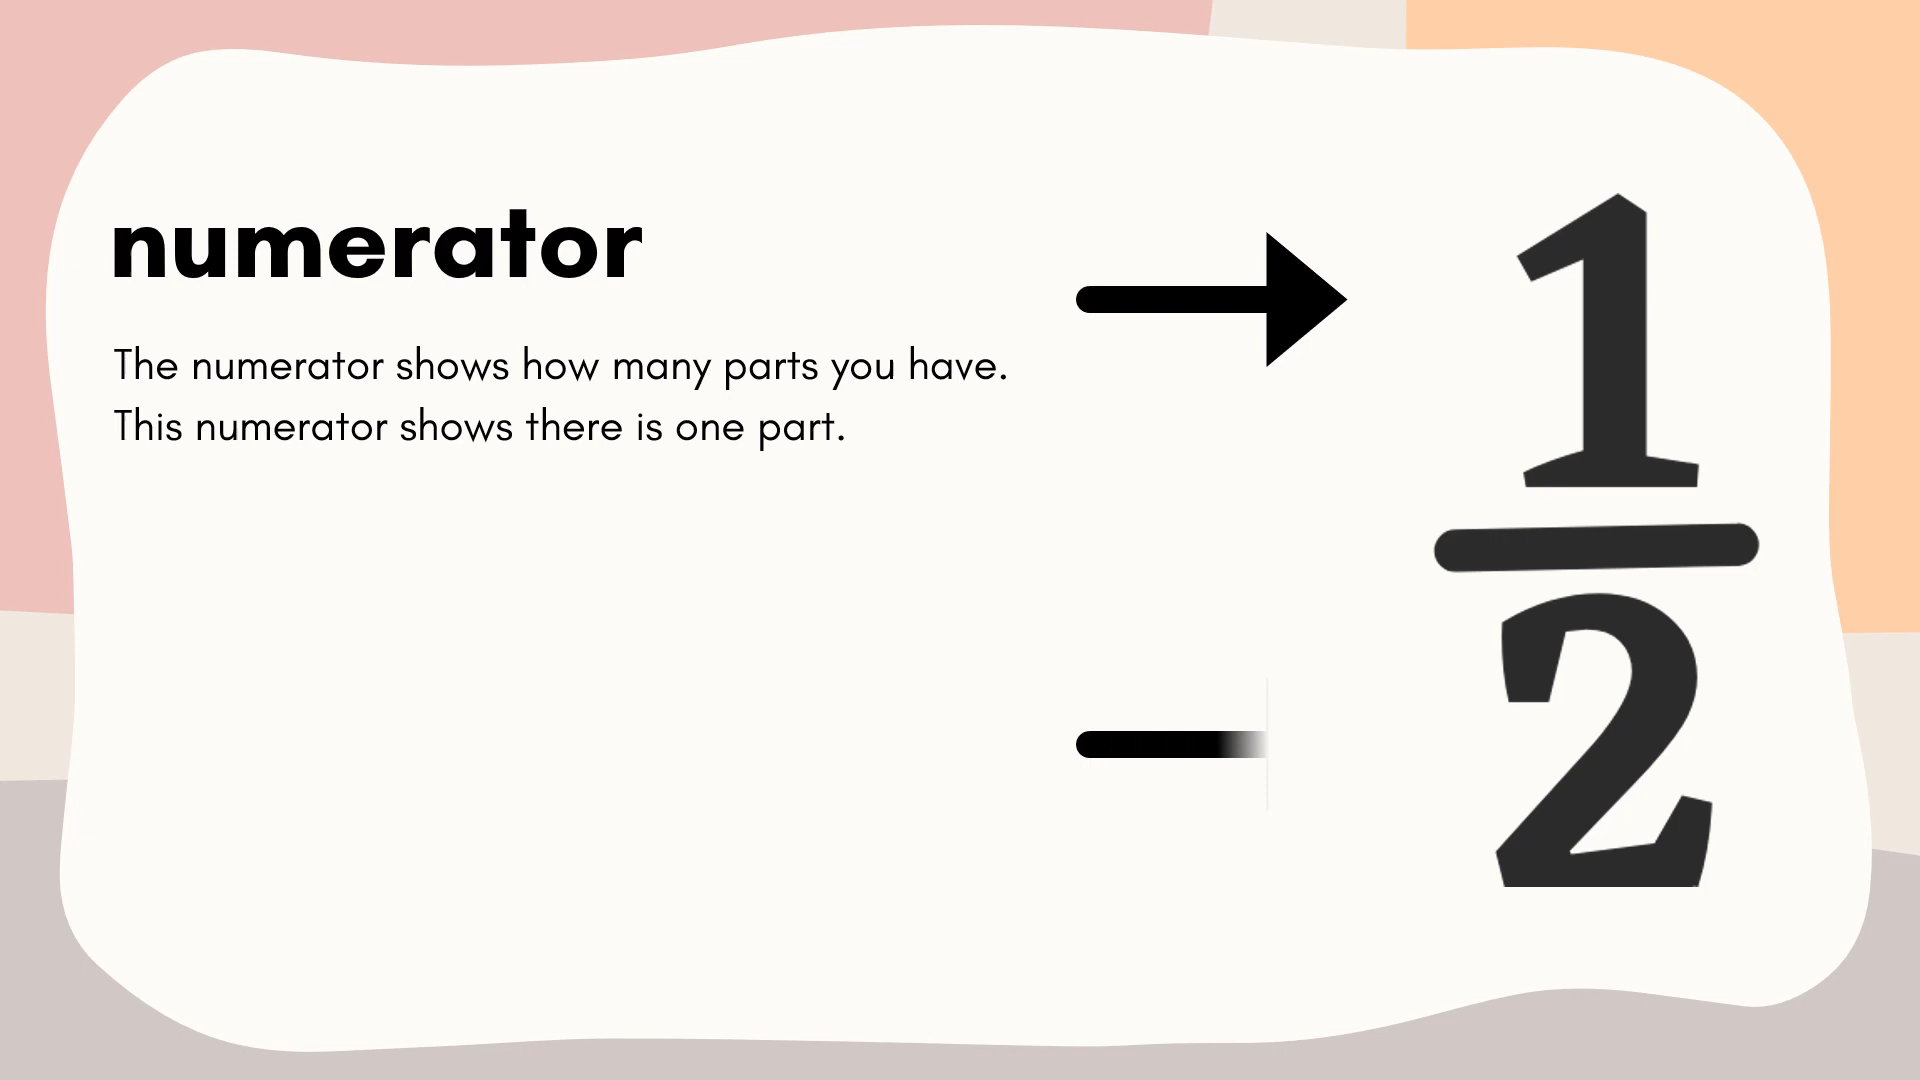 numerator
The numerator shows how many parts you have.
This numerator shows there is one part.
1
2